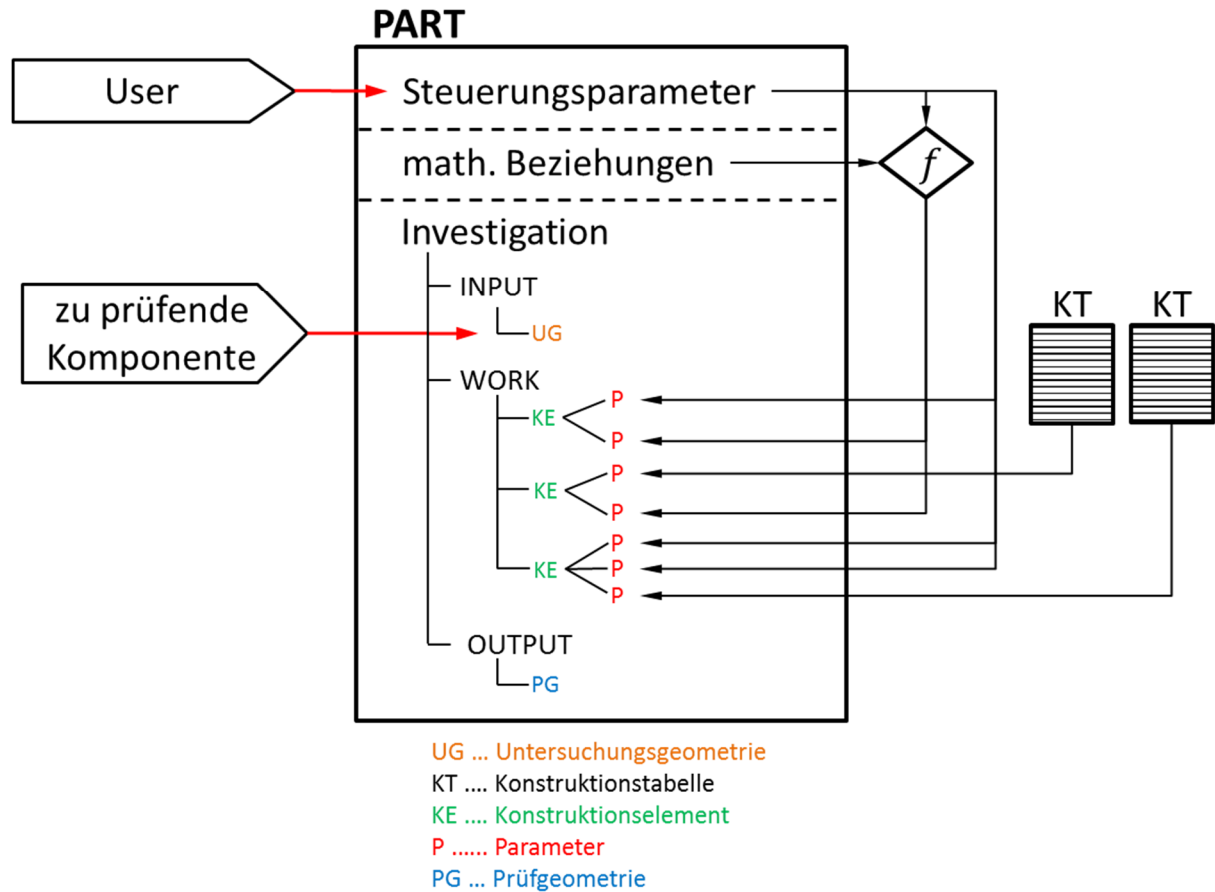 PART
User
Steuerungsparameter
math. Beziehungen
f
Investigation
INPUT
UG
zu prüfende
Komponente
KT KT
WORK
KE
P
P
KE
P
P
KE
P
P
P
OUTPUT
PG
UG ... Untersuchungsgeometrie
KT .... Konstruktionstabelle
KE .... Konstruktionselement
P ...... Parameter
PG ... Prüfgeometrie